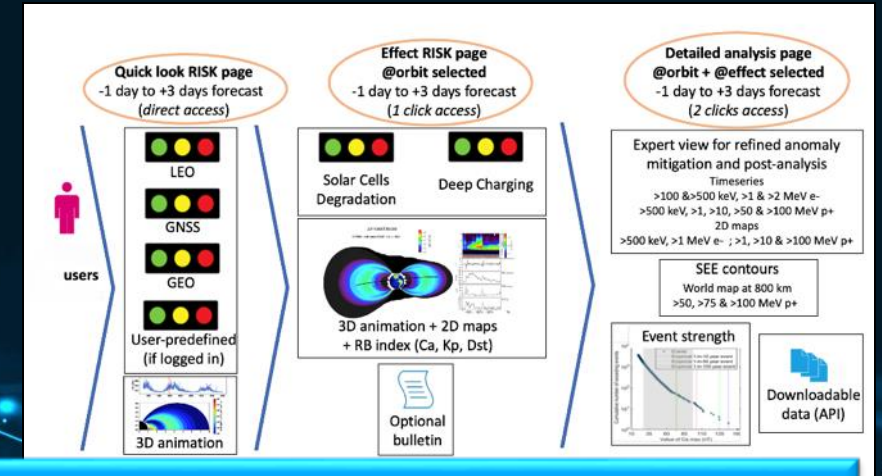 Quick look RISK page
-1 day to +3 days forecast
(direct access)
users
LEO
GNSS
GEO
User-predefined
(if logged in)
3D animation
Effect RISK page
@orbit selected
-1 day to +3 days forecast
(1 click access)
Solar Cells
Degradation
Deep Charging
3D animation + 2D maps
+ RB index (Ca, Kp, Dst)
Optional
bulletin
Detailed analysis page
@orbit + @effect selected
-1 day to +3 days forecast
(2 clicks access)
Expert view for refined anomaly
mitigation and post-analysis
Timeseries
>100 &>500 keV, >1 & >2 MeV e-
>500 keV, >1, >10, >50 & >100 MeV p+
2D maps
>500 keV, >1 MeV e- ; >1, >10 & >100 MeV p+
SEE contours
World map at 800 km
>50, >75 & >100 MeV p+
Event strength
Value of Ca max (nT)
Downloadable
data (API)